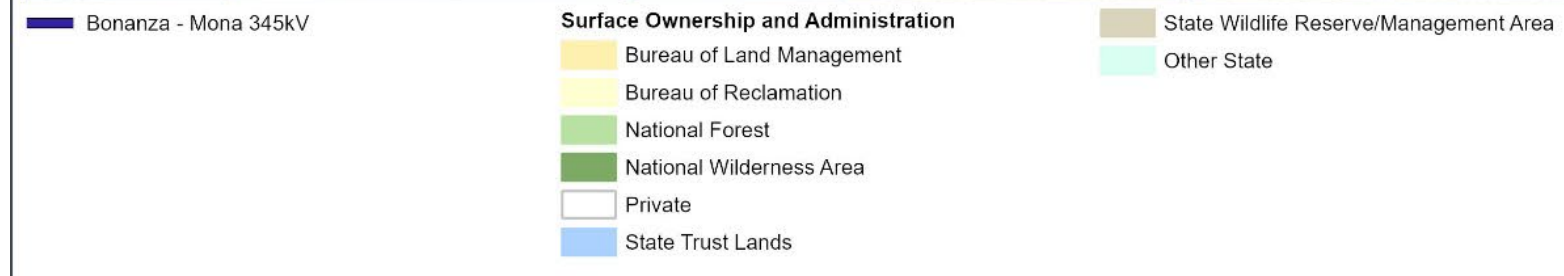 Bonanza - Mona 345kV
Surface Ownership and Administration
Bureau of Land Management
Bureau of Reclamation
National Forest
National Wilderness Area
Private
State Trust Lands
State Wildlife Reserve/Management Area
Other State